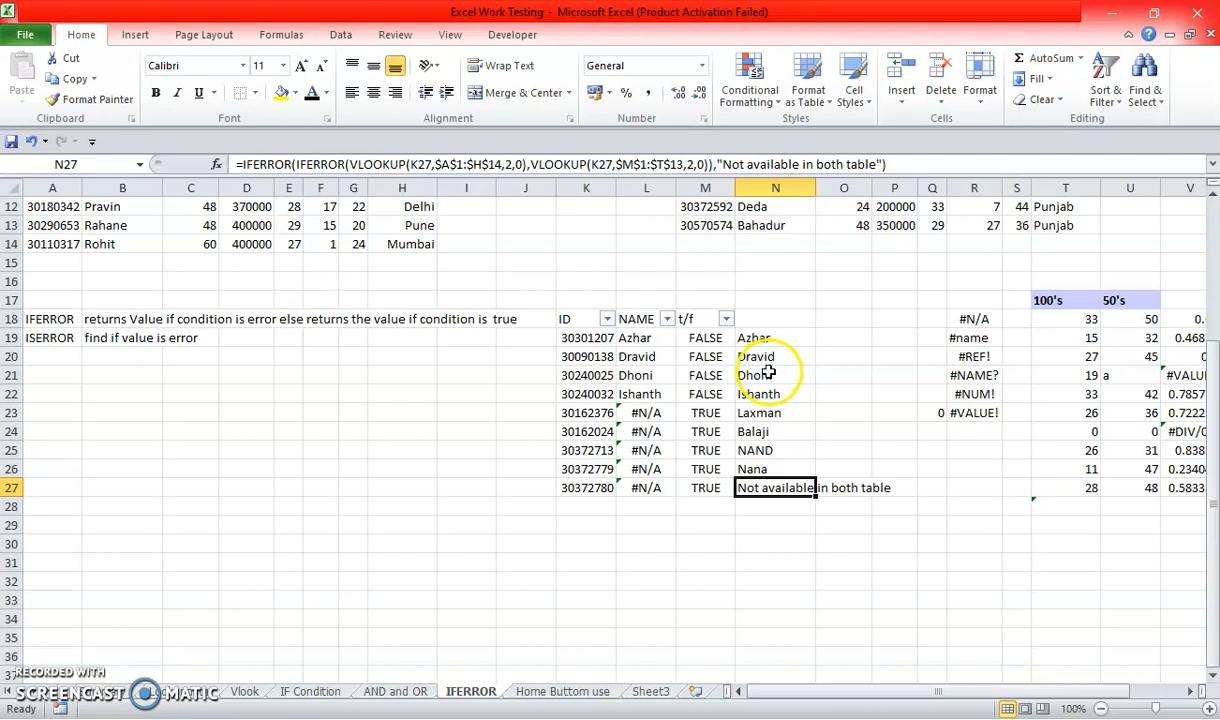 Excel Work Testing - Microsoft Excel (Product Activation Failed)
File Home Insert Page Layout Formulas Data Review View Developer
Paste Cut Copy Format Painter Clipboard
Calibri 11 A A B I U A Font
Wrap Text Merge & Center Alignment
General % , Number
Conditional Formatting Format as Table Cell Styles Styles
Insert Delete Format Cells
Σ AutoSum Fill Clear Sort & Filter Find & Select Editing
N27 fx =IFERROR(IFERROR(VLOOKUP(K27,$A$1:$H$14,2,0),VLOOKUP(K27,$M$1:$T$13,2,0)),"Not available in both table")
A B C D E F G H I J K L M N O P Q R S T U V
12 30180342 Pravin 48 370000 28 17 22 Delhi 30372592 Deda 24 200000 33 7 44 Punjab
13 30290653 Rahane 48 400000 29 15 20 Pune 30570574 Bahadur 48 350000 29 27 36 Punjab
14 30110317 Rohit 60 400000 27 1 24 Mumbai
15
16
17 100's 50's
18 IFERROR returns Value if condition is error else returns the value if condition is true ID NAME t/f #N/A 33 50 0.
19 ISERROR find if value is error 30301207 Azhar FALSE Azhar #name 15 32 0.468
20 30090138 Dravid FALSE Dravid #REF! 27 45 0
21 30240025 Dhoni FALSE Dhoni #NAME? 19 a #VALU
22 30240032 Ishanth FALSE Ishanth #NUM! 33 42 0.7857
23 30162376 #N/A TRUE Laxman 0 #VALUE! 26 36 0.7222
24 30162024 #N/A TRUE Balaji 0 0 #DIV/0
25 30372713 #N/A TRUE NAND 26 31 0.838
26 30372779 #N/A TRUE Nana 11 47 0.2340
27 30372780 #N/A TRUE Not available in both table 28 48 0.5833
28
29
30
31
32
33
34
35
36
37
RECORDED WITH
SCREENCAST MATIC
Vlook IF Condition AND and OR IFERROR Home Buttom use Sheet3
Ready 100%